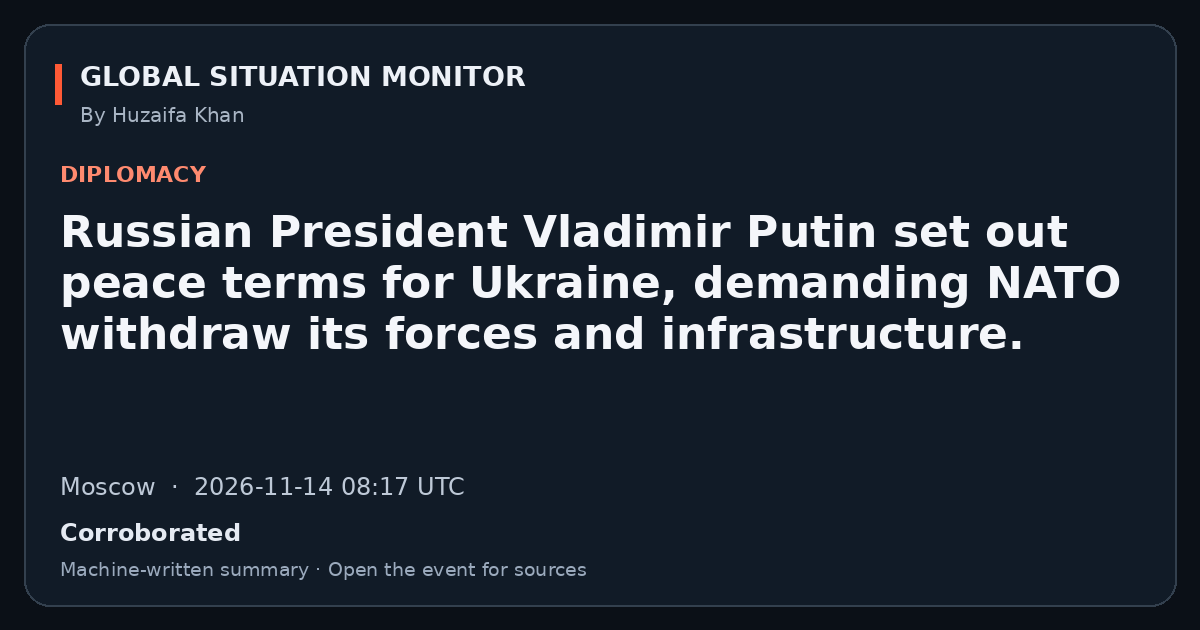 GLOBAL SITUATION MONITOR
By Huzaifa Khan
DIPLOMACY
Russian President Vladimir Putin set out
peace terms for Ukraine, demanding NATO
withdraw its forces and infrastructure.
Moscow · 2026-11-14 08:17 UTC
Corroborated
Machine-written summary · Open the event for sources